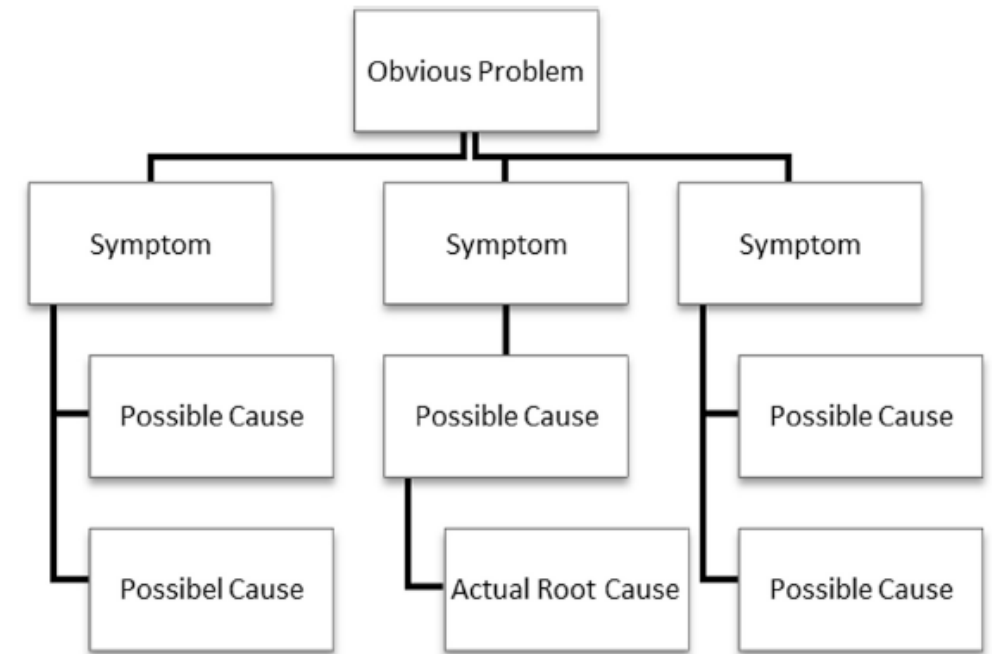 Obvious Problem
Symptom
Symptom
Symptom
Possible Cause
Possible Cause
Possible Cause
Possibel Cause
Actual Root Cause
Possible Cause